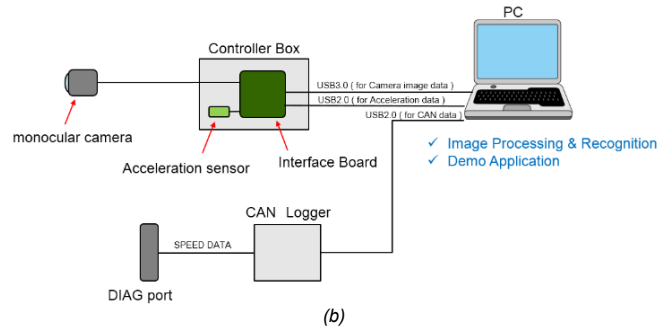 PC
Controller Box
USB3.0 ( for Camera image data )
USB2.0 ( for Acceleration data )
USB2.0 ( for CAN data )
monocular camera
Acceleration sensor
Interface Board
✓ Image Processing & Recognition
✓ Demo Application
CAN Logger
SPEED DATA
DIAG port
(b)